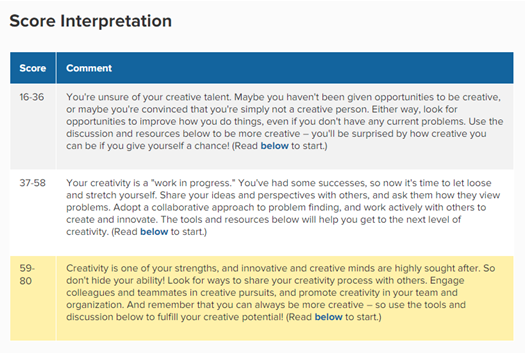 Score Interpretation
Score Comment
16-36 You're unsure of your creative talent. Maybe you haven't been given opportunities to be creative,
or maybe you're convinced that you're simply not a creative person. Either way, look for
opportunities to improve how you do things, even if you don't have any current problems. Use the
discussion and resources below to be more creative – you'll be surprised by how creative you
can be if you give yourself a chance! (Read below to start.)
37-58 Your creativity is a "work in progress." You've had some successes, so now it's time to let loose
and stretch yourself. Share your ideas and perspectives with others, and ask them how they view
problems. Adopt a collaborative approach to problem finding, and work actively with others to
create and innovate. The tools and resources below will help you get to the next level of
creativity. (Read below to start.)
59- Creativity is one of your strengths, and innovative and creative minds are highly sought after. So
80 don't hide your ability! Look for ways to share your creativity process with others. Engage
colleagues and teammates in creative pursuits, and promote creativity in your team and
organization. And remember that you can always be more creative – so use the tools and
discussion below to fulfill your creative potential! (Read below to start.)